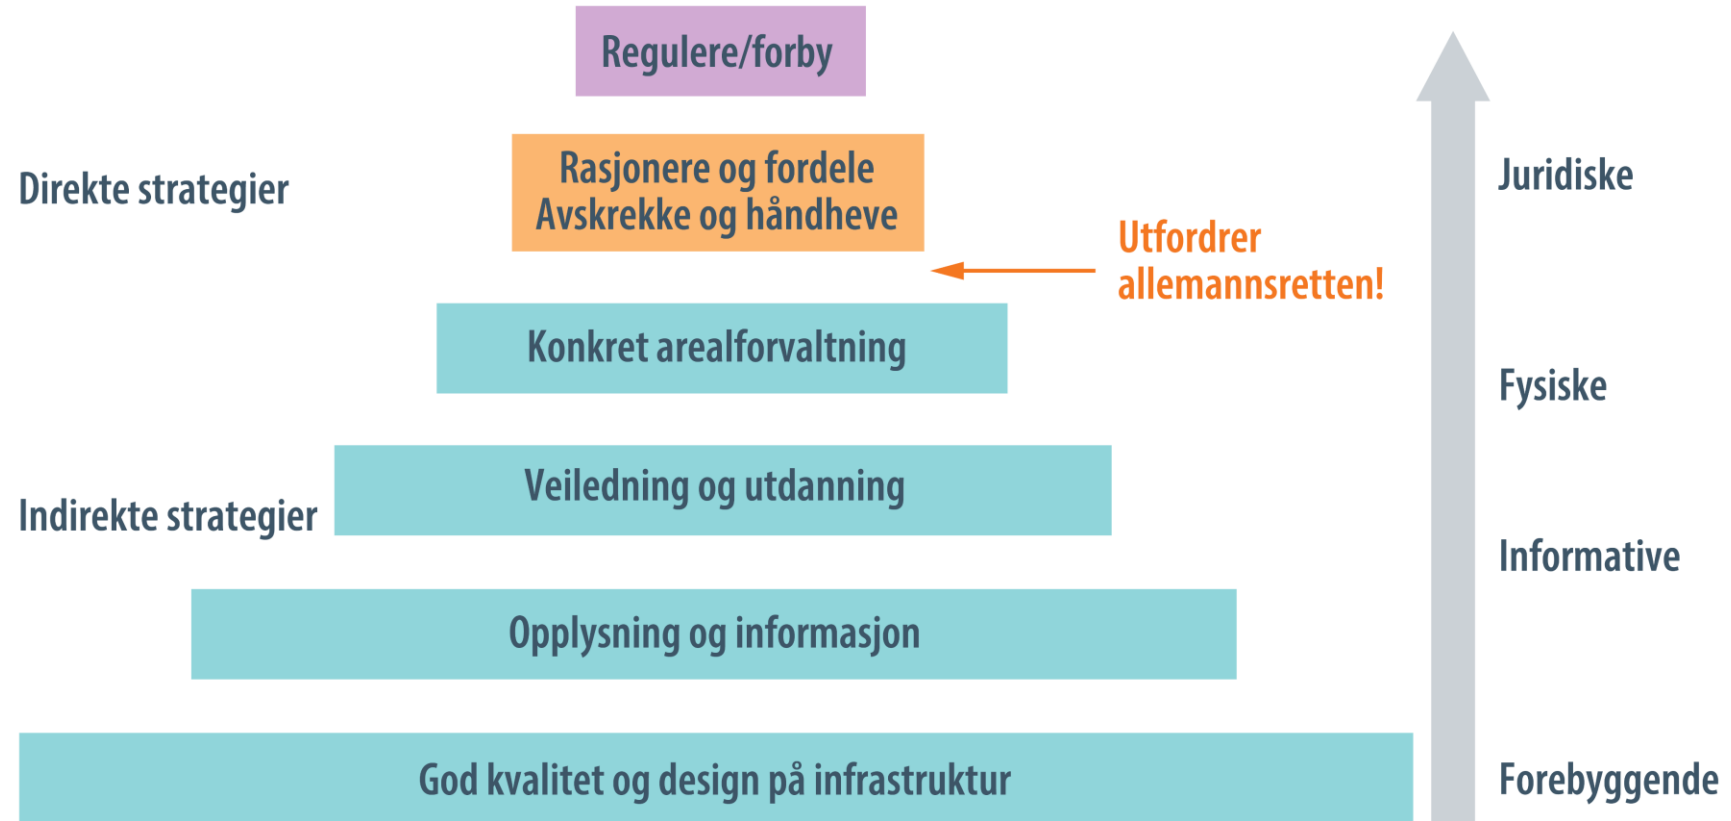 Regulere/forby
Direkte strategier
Rasjonere og fordele
Avskrekke og håndheve
Juridiske
Utfordrer
allemannsretten!
Konkret arealforvaltning
Fysiske
Veiledning og utdanning
Indirekte strategier
Informative
Opplysning og informasjon
God kvalitet og design på infrastruktur
Forebyggende